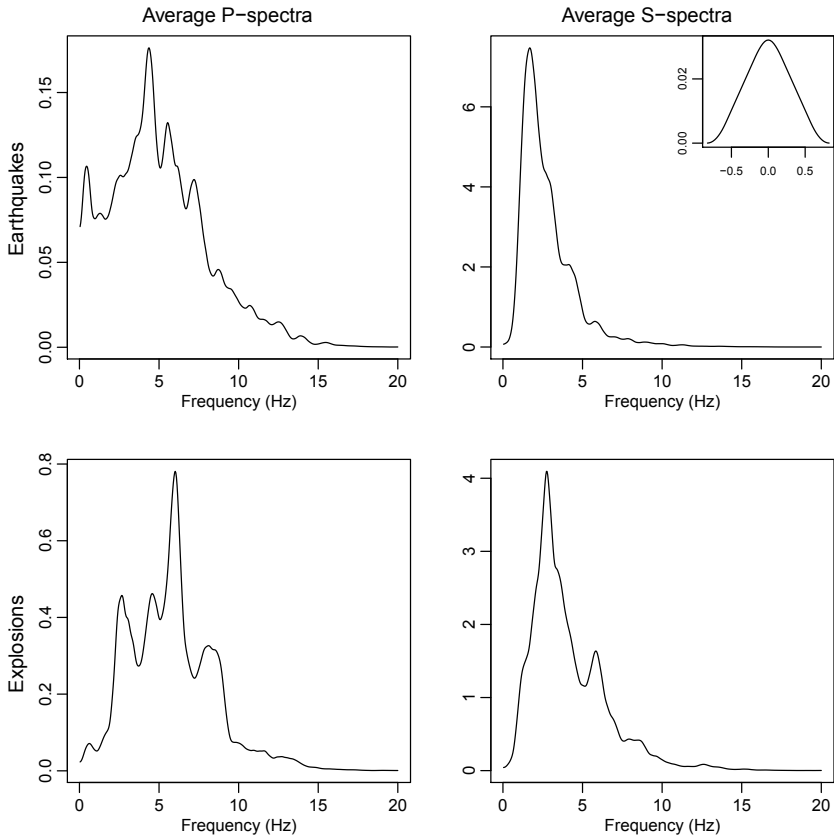 Average P−spectra
Average S−spectra
Earthquakes
0.00 0.05 0.10 0.15
0 5 10 15 20
Frequency (Hz)
0 2 4 6
0 5 10 15 20
Frequency (Hz)
0.00 0.02
−0.5 0.0 0.5
Explosions
0.0 0.2 0.4 0.6 0.8
0 5 10 15 20
Frequency (Hz)
0 1 2 3 4
0 5 10 15 20
Frequency (Hz)